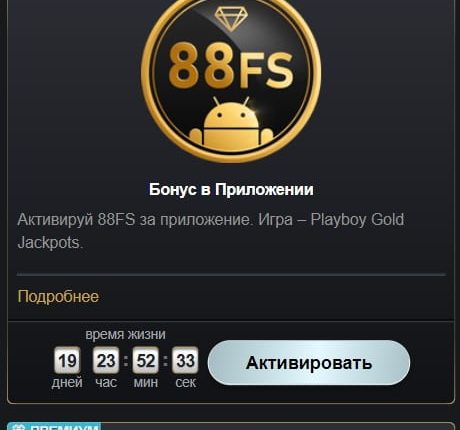 88FS
Бонус в Приложении
Активируй 88FS за приложение. Игра – Playboy Gold
Jackpots.
Подробнее
время жизни
19 23 : 52 : 33
дней час мин сек
Активировать
ПРЕМИУМ